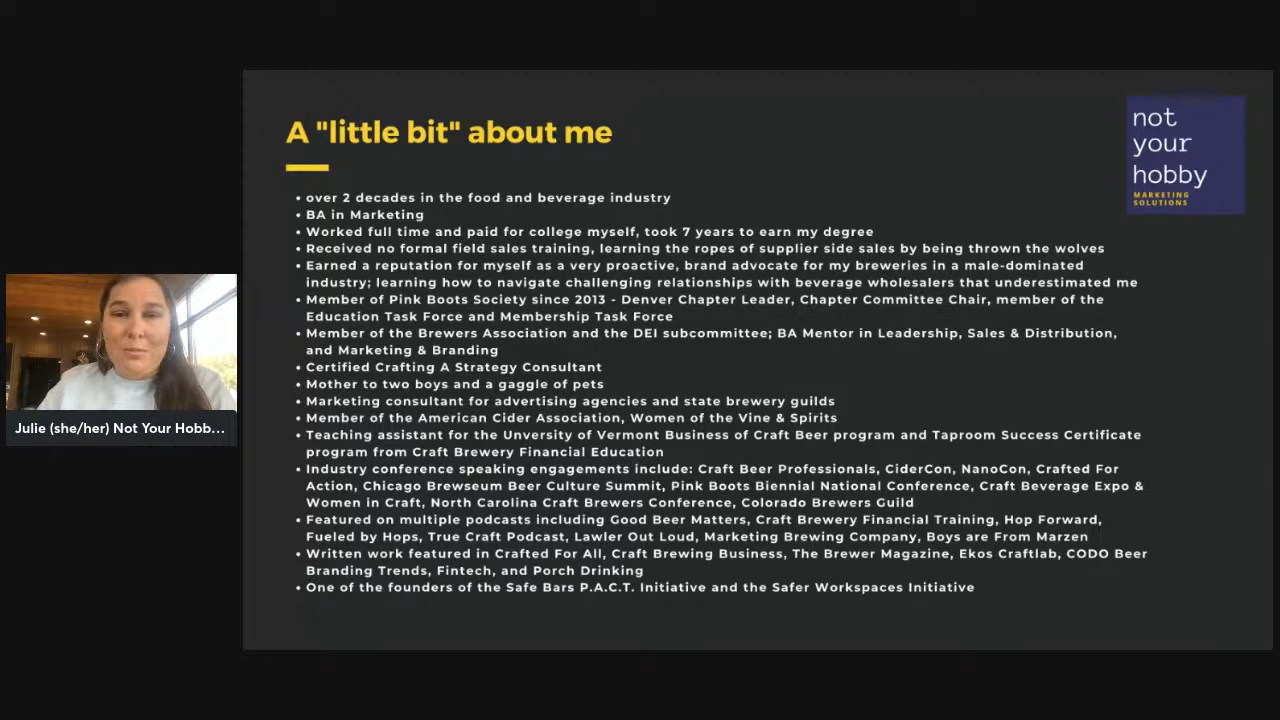 A "little bit" about me
not
your
hobby
MARKETING
SOLUTIONS
• over 2 decades in the food and beverage industry
• BA in Marketing
• Worked full time and paid for college myself, took 7 years to earn my degree
• Received no formal field sales training, learning the ropes of supplier side sales by being thrown the wolves
• Earned a reputation for myself as a very proactive, brand advocate for my breweries in a male-dominated
industry; learning how to navigate challenging relationships with beverage wholesalers that underestimated me
• Member of Pink Boots Society since 2013 - Denver Chapter Leader, Chapter Committee Chair, member of the
Education Task Force and Membership Task Force
• Member of the Brewers Association and the DEI subcommittee; BA Mentor in Leadership, Sales & Distribution,
and Marketing & Branding
• Certified Crafting A Strategy Consultant
• Mother to two boys and a gaggle of pets
• Marketing consultant for advertising agencies and state brewery guilds
• Member of the American Cider Association, Women of the Vine & Spirits
• Teaching assistant for the Unversity of Vermont Business of Craft Beer program and Taproom Success Certificate
program from Craft Brewery Financial Education
• Industry conference speaking engagements include: Craft Beer Professionals, CiderCon, NanoCon, Crafted For
Action, Chicago Brewseum Beer Culture Summit, Pink Boots Biennial National Conference, Craft Beverage Expo &
Women in Craft, North Carolina Craft Brewers Conference, Colorado Brewers Guild
• Featured on multiple podcasts including Good Beer Matters, Craft Brewery Financial Training, Hop Forward,
Fueled by Hops, True Craft Podcast, Lawler Out Loud, Marketing Brewing Company, Boys are From Marzen
• Written work featured in Crafted For All, Craft Brewing Business, The Brewer Magazine, Ekos Craftlab, CODO Beer
Branding Trends, Fintech, and Porch Drinking
• One of the founders of the Safe Bars P.A.C.T. Initiative and the Safer Workspaces Initiative
Julie (she/her) Not Your Hobb...